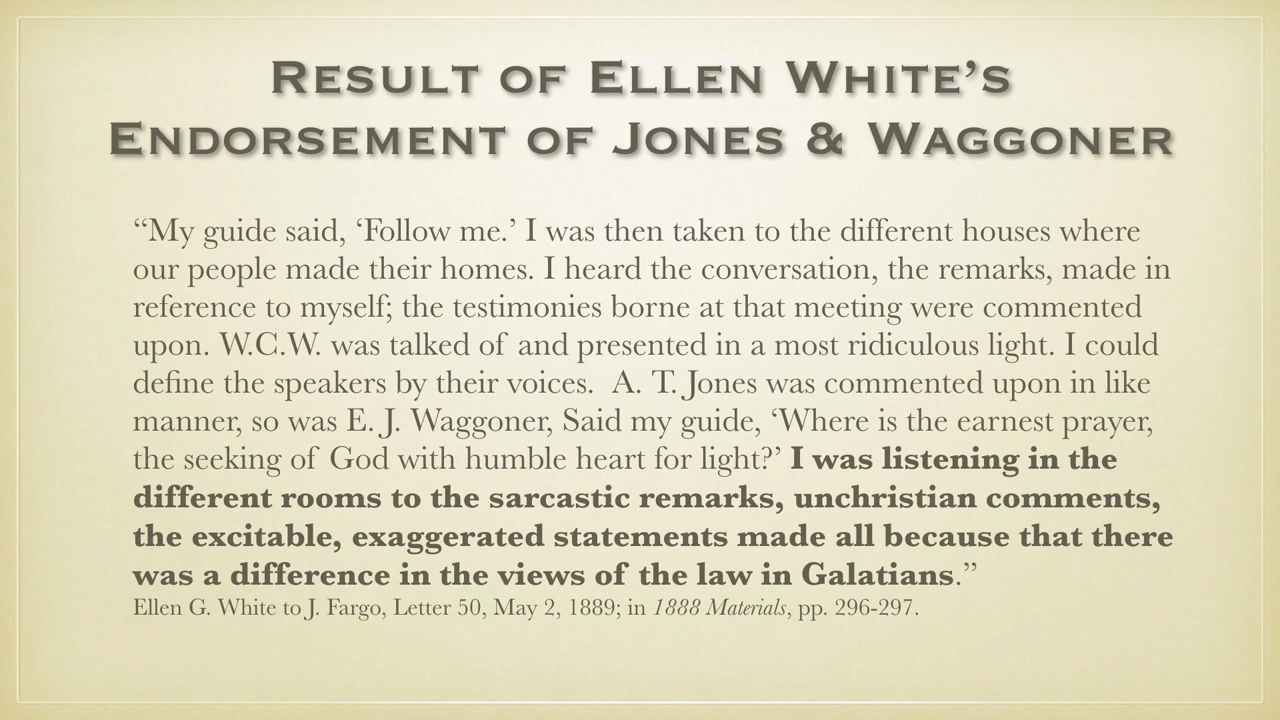 Result of Ellen White’s
Endorsement of Jones & Waggoner
“My guide said, ‘Follow me.’ I was then taken to the different houses where
our people made their homes. I heard the conversation, the remarks, made in
reference to myself; the testimonies borne at that meeting were commented
upon. W.C.W. was talked of and presented in a most ridiculous light. I could
define the speakers by their voices.  A. T. Jones was commented upon in like
manner, so was E. J. Waggoner, Said my guide, ‘Where is the earnest prayer,
the seeking of God with humble heart for light?’ I was listening in the
different rooms to the sarcastic remarks, unchristian comments,
the excitable, exaggerated statements made all because that there
was a difference in the views of the law in Galatians.”
Ellen G. White to J. Fargo, Letter 50, May 2, 1889; in 1888 Materials, pp. 296-297.